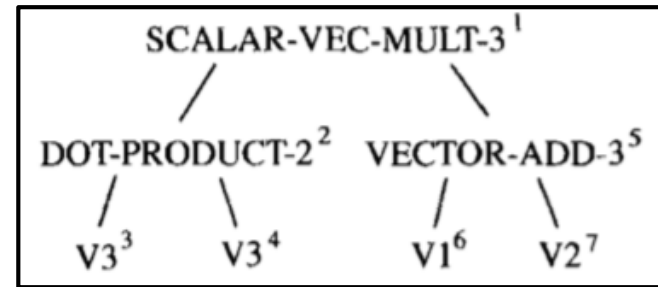 SCALAR-VEC-MULT-3¹
DOT-PRODUCT-2² VECTOR-ADD-3⁵
V3³ V3⁴ V1⁶ V2⁷